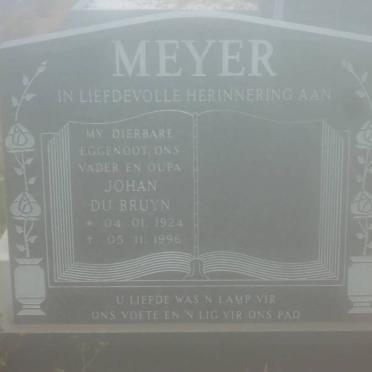 MEYER
IN LIEFDEVOLLE HERINNERING AAN
MY DIERBARE
EGGENOOT, ONS
VADER EN OUPA
JOHAN
DU BRUYN
* 04. 01. 1924
† 05. 11. 1996
U LIEFDE WAS 'N LAMP VIR
ONS VOETE EN 'N LIG VIR ONS PAD